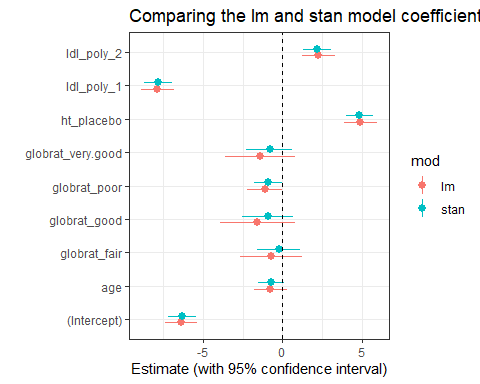 Comparing the lm and stan model coefficient
ldl_poly_2
ldl_poly_1
ht_placebo
globrat_very.good
globrat_poor
globrat_good
globrat_fair
age
(Intercept)
mod
lm
stan
-5 0 5
Estimate (with 95% confidence interval)